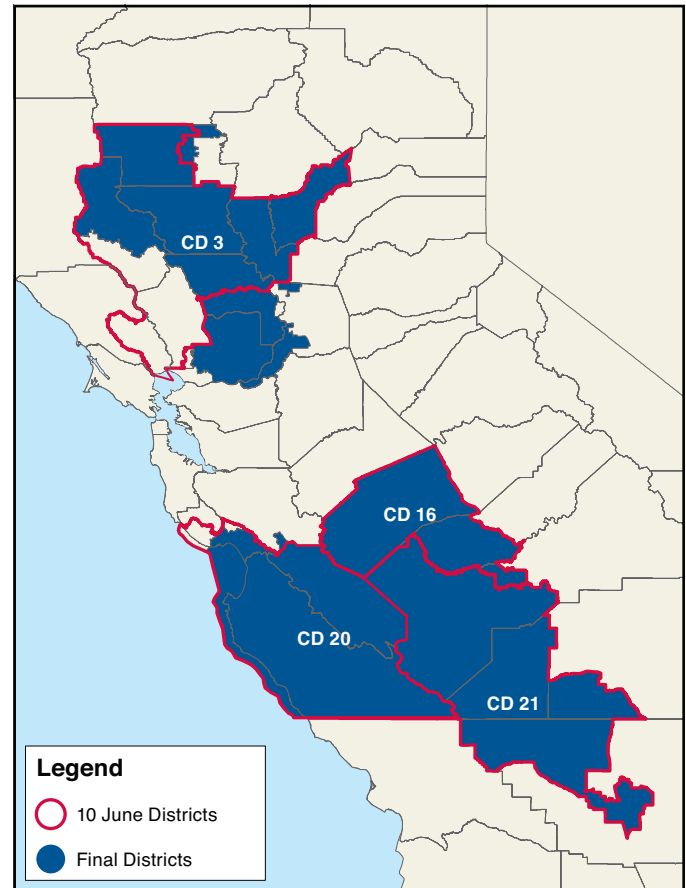 CD 3
CD 16
CD 20
CD 21
Legend
10 June Districts
Final Districts